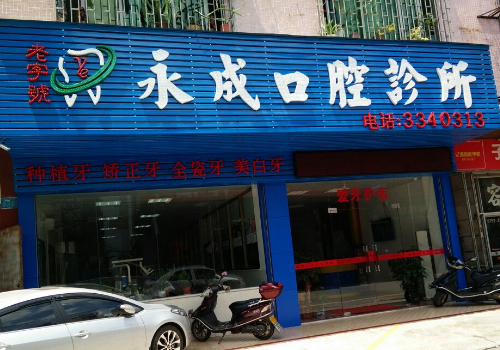 老字號
永成口腔診所
电话:3340313
种植牙 矫正牙 全瓷牙 美白牙